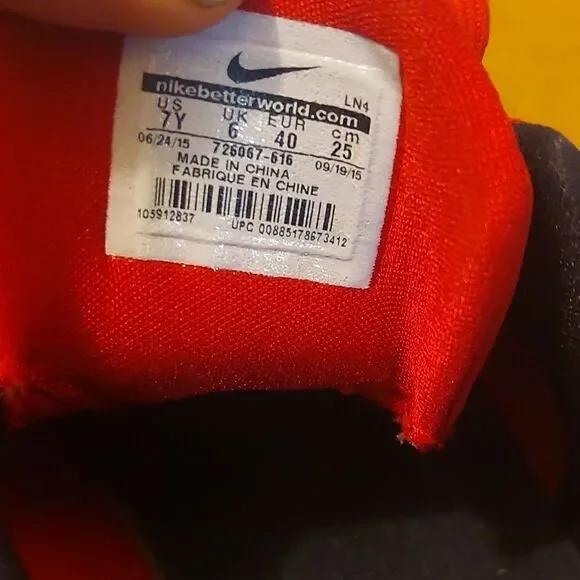 nikebetterworld.com LN4
US UK EUR cm
7Y 6 40 25
06/24/15 726067-616 09/19/15
MADE IN CHINA
FABRIQUE EN CHINE
105912837 UPC 00885178673412